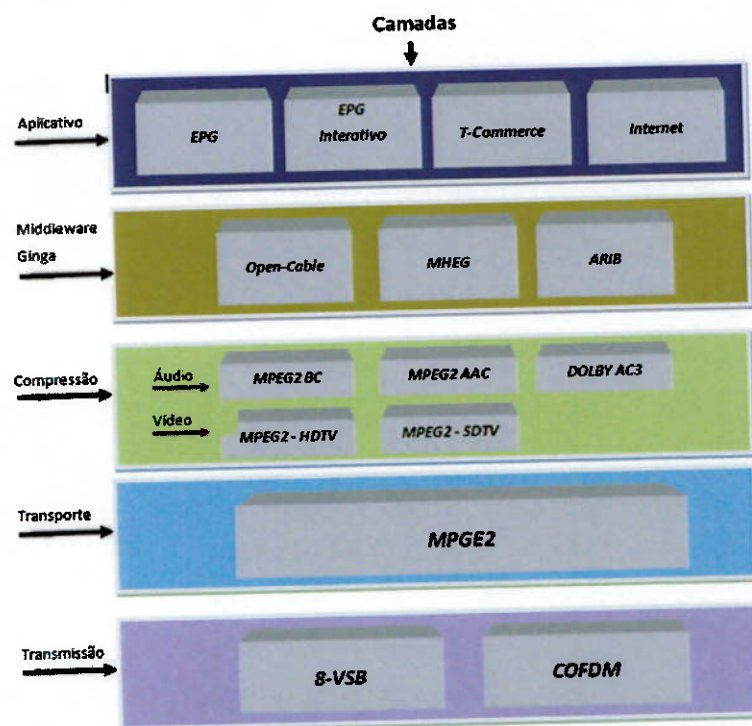 Camadas
Aplicativo
EPG
EPG
Interativo
T-Commerce
Internet
Middleware
Ginga
Open-Cable
MHEG
ARIB
Compressão
Áudio
MPEG2 BC
MPEG2 AAC
DOLBY AC3
Vídeo
MPEG2 - HDTV
MPEG2 - SDTV
Transporte
MPGE2
Transmissão
8-VSB
COFDM